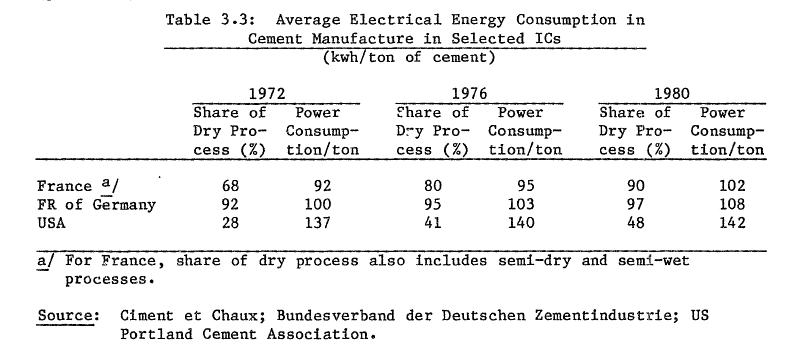 Table 3.3: Average Electrical Energy Consumption in
Cement Manufacture in Selected ICs
(kwh/ton of cement)
1972 1976 1980
Share of Power Share of Power Share of Power
Dry Pro- Consump- Dry Pro- Consump- Dry Pro- Consump-
cess (%) tion/ton cess (%) tion/ton cess (%) tion/ton
France a/ 68 92 80 95 90 102
FR of Germany 92 100 95 103 97 108
USA 28 137 41 140 48 142
a/ For France, share of dry process also includes semi-dry and semi-wet
processes.
Source: Ciment et Chaux; Bundesverband der Deutschen Zementindustrie; US
Portland Cement Association.